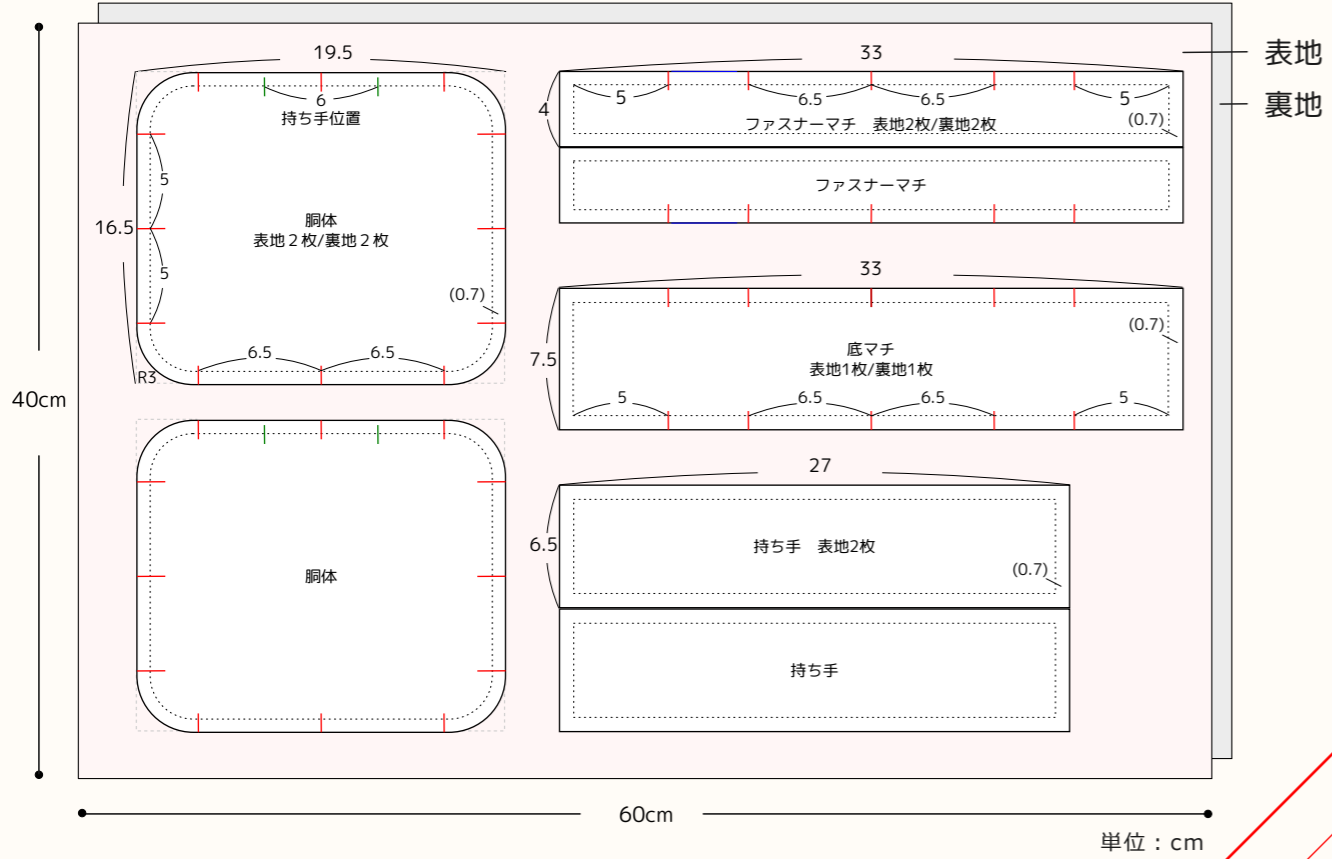 表地
裏地
40cm
60cm
単位：cm
19.5
16.5
6
持ち手位置
5
5
胴体
表地２枚/裏地２枚
(0.7)
6.5
6.5
R3
胴体
33
4
5
6.5
6.5
5
ファスナーマチ　表地2枚/裏地2枚
(0.7)
ファスナーマチ
33
7.5
(0.7)
底マチ
表地1枚/裏地1枚
5
6.5
6.5
5
27
6.5
持ち手　表地2枚
(0.7)
持ち手